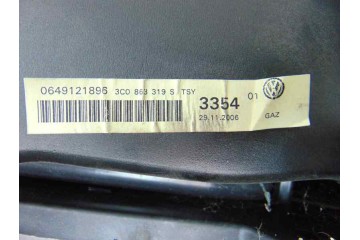 0649121896 3C0 863 319 S TSY 3354 01
29.11.2006 GAZ